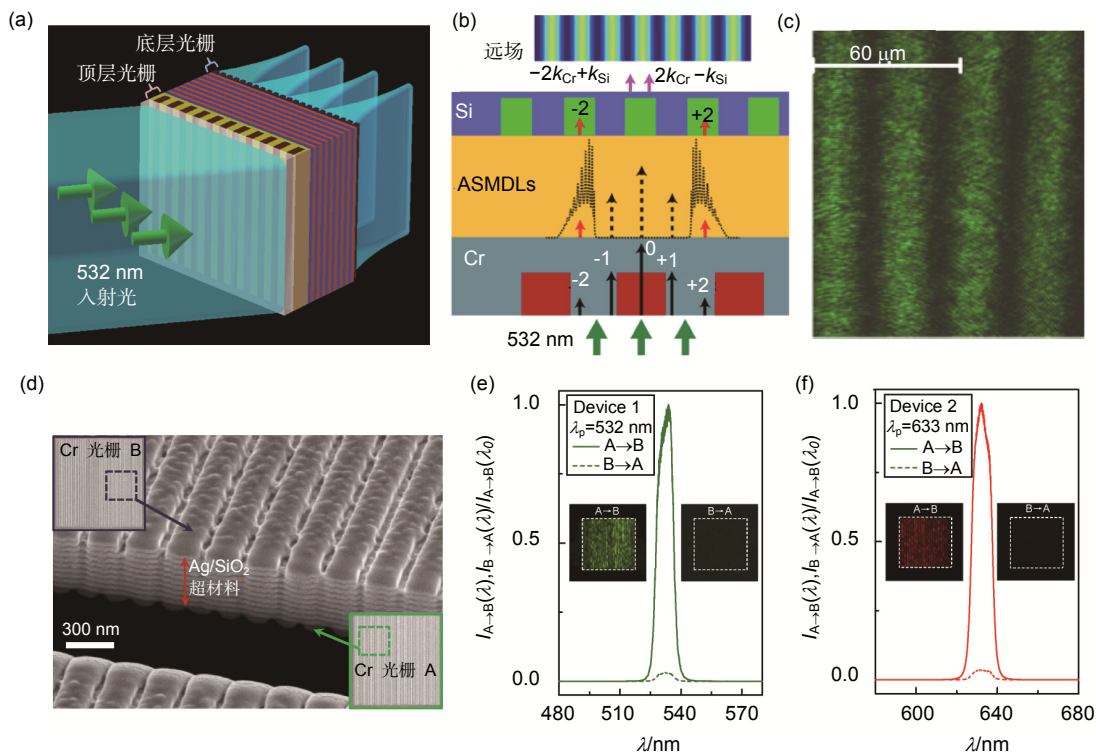 (a)
底层光栅
顶层光栅
532 nm
入射光
(b)
远场
−2kCr+kSi
2kCr−kSi
Si
-2
+2
ASMDLs
Cr
0
-1
+1
-2
+2
532 nm
(c)
60 μm
(d)
Cr 光栅 B
Ag/SiO2
超材料
300 nm
Cr 光栅 A
(e)
IA→B(λ),IB→A(λ)/IA→B(λ0)
1.0
0.5
0.0
Device 1
λp=532 nm
A→B
B→A
A→B
B→A
480
510
540
570
λ/nm
(f)
IA→B(λ),IB→A(λ)/IA→B(λ0)
1.0
0.5
0.0
Device 2
λp=633 nm
A→B
B→A
A→B
B→A
600
640
680
λ/nm